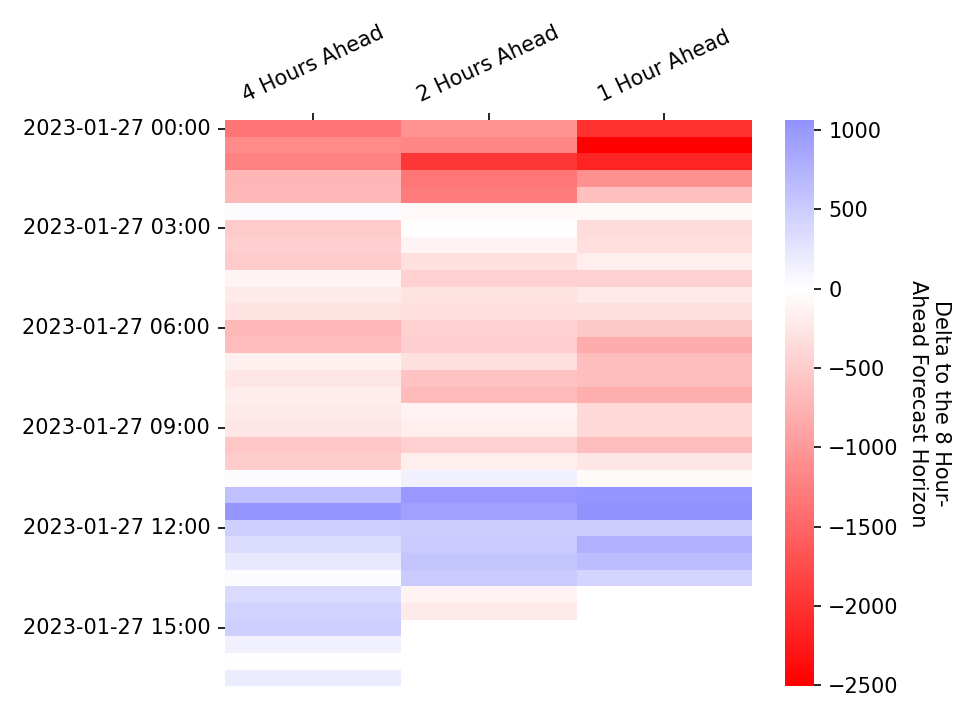 4 Hours Ahead
2 Hours Ahead
1 Hour Ahead
2023-01-27 00:00
2023-01-27 03:00
2023-01-27 06:00
2023-01-27 09:00
2023-01-27 12:00
2023-01-27 15:00
1000
500
0
−500
−1000
−1500
−2000
−2500
Delta to the 8 Hour-
Ahead Forecast Horizon